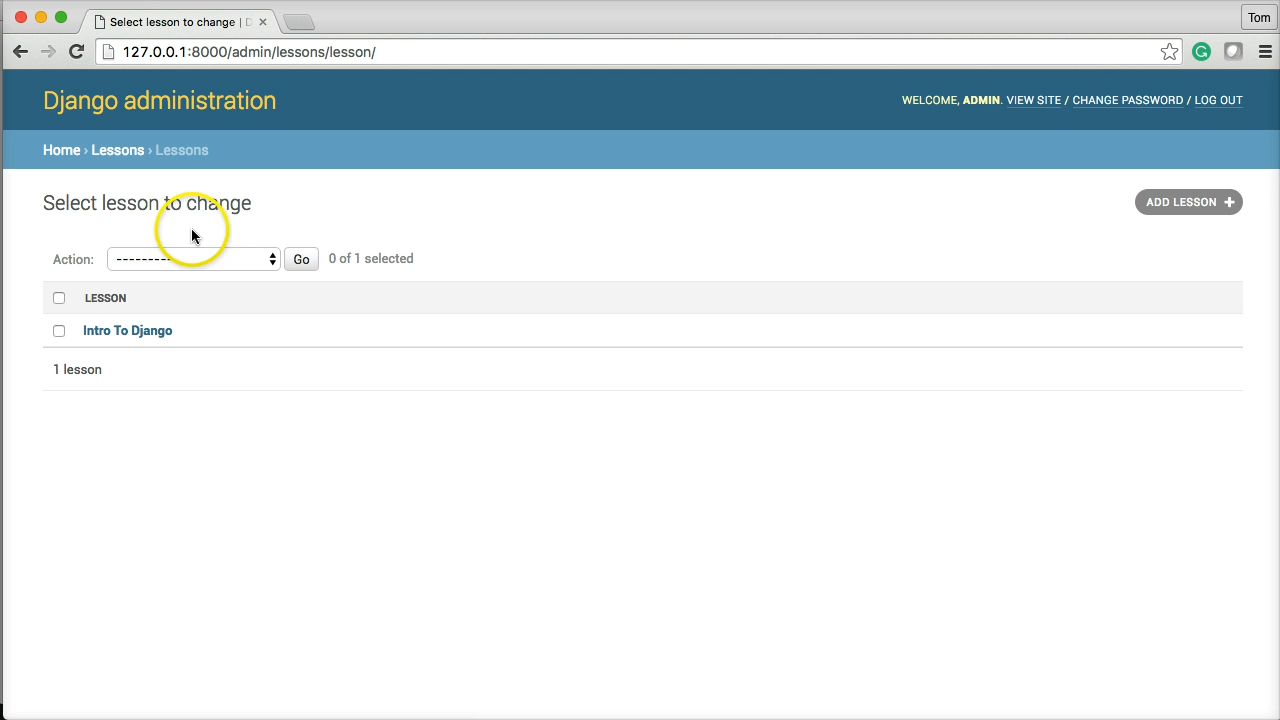 Select lesson to change | D
Tom
127.0.0.1:8000/admin/lessons/lesson/
Django administration
WELCOME, ADMIN. VIEW SITE / CHANGE PASSWORD / LOG OUT
Home › Lessons › Lessons
Select lesson to change
ADD LESSON +
Action: --------- Go 0 of 1 selected
LESSON
Intro To Django
1 lesson